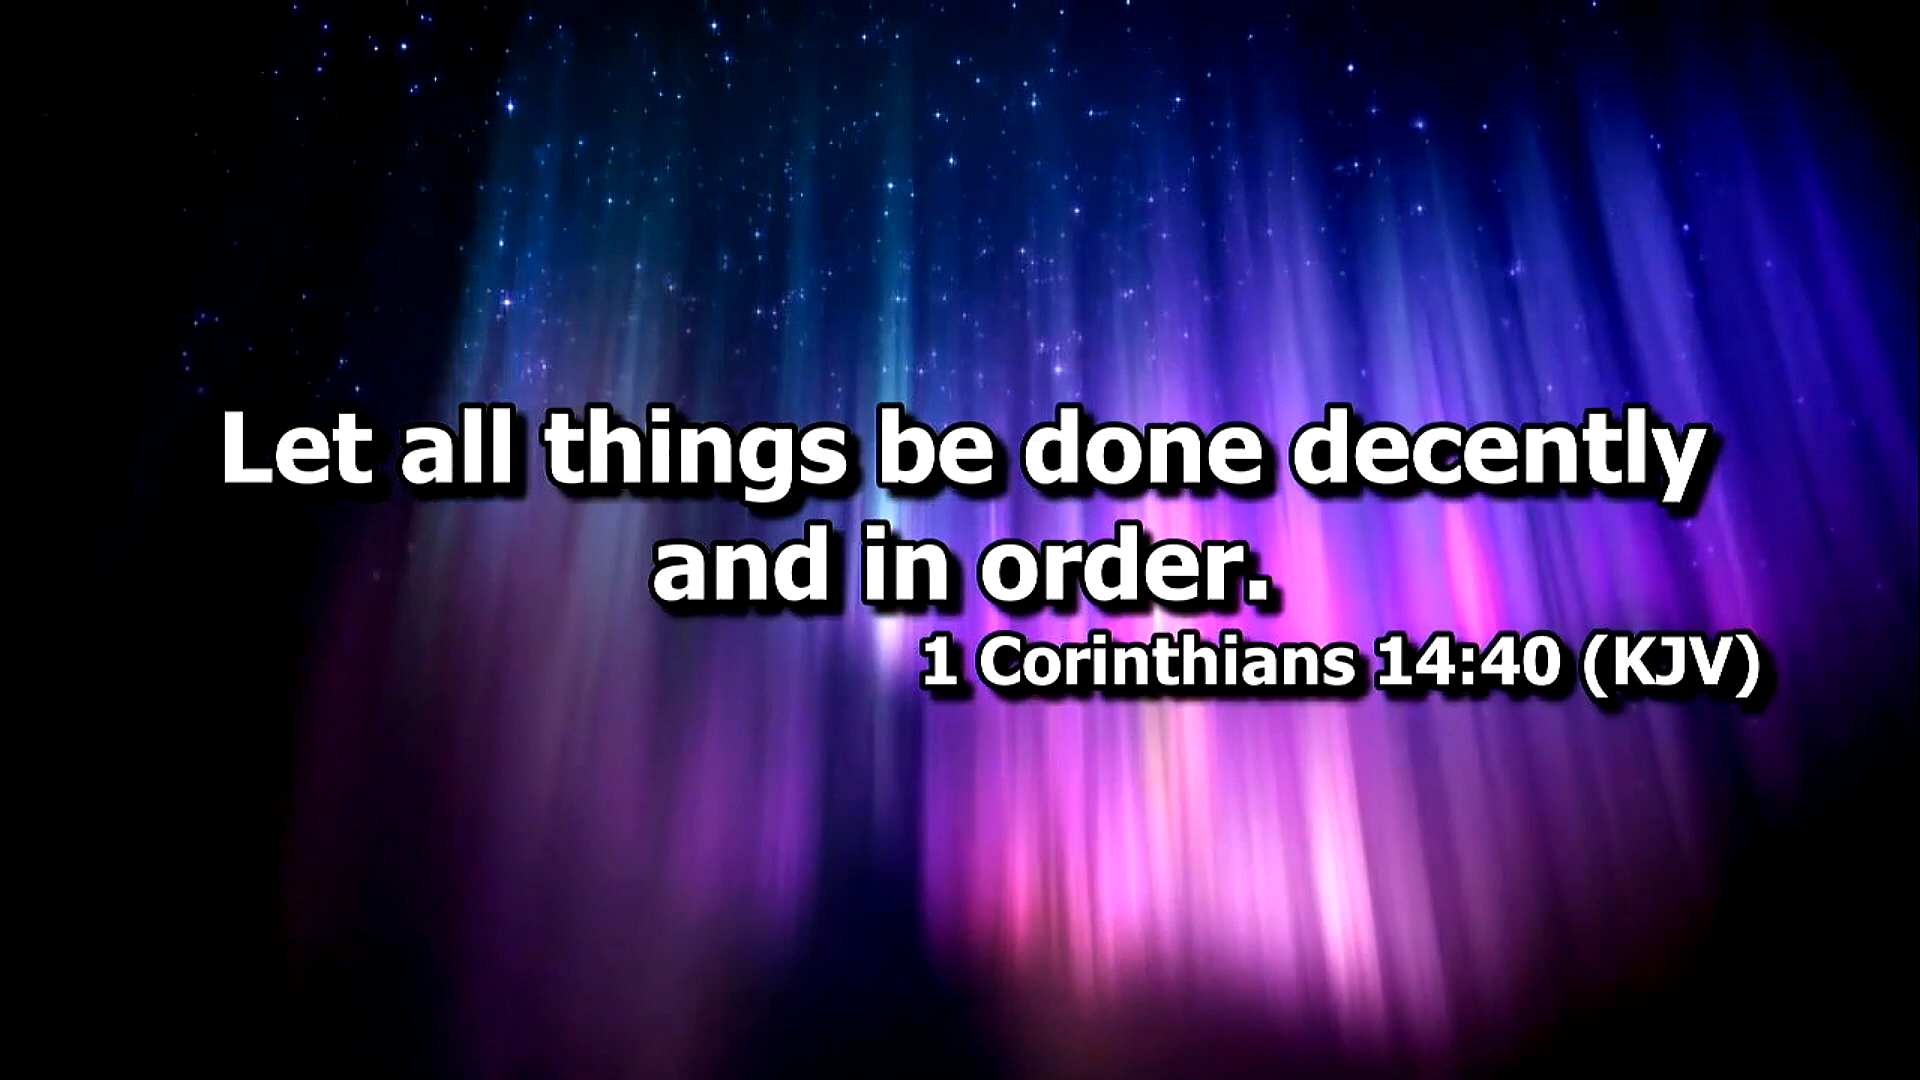 Let all things be done decently
and in order.
1 Corinthians 14:40 (KJV)